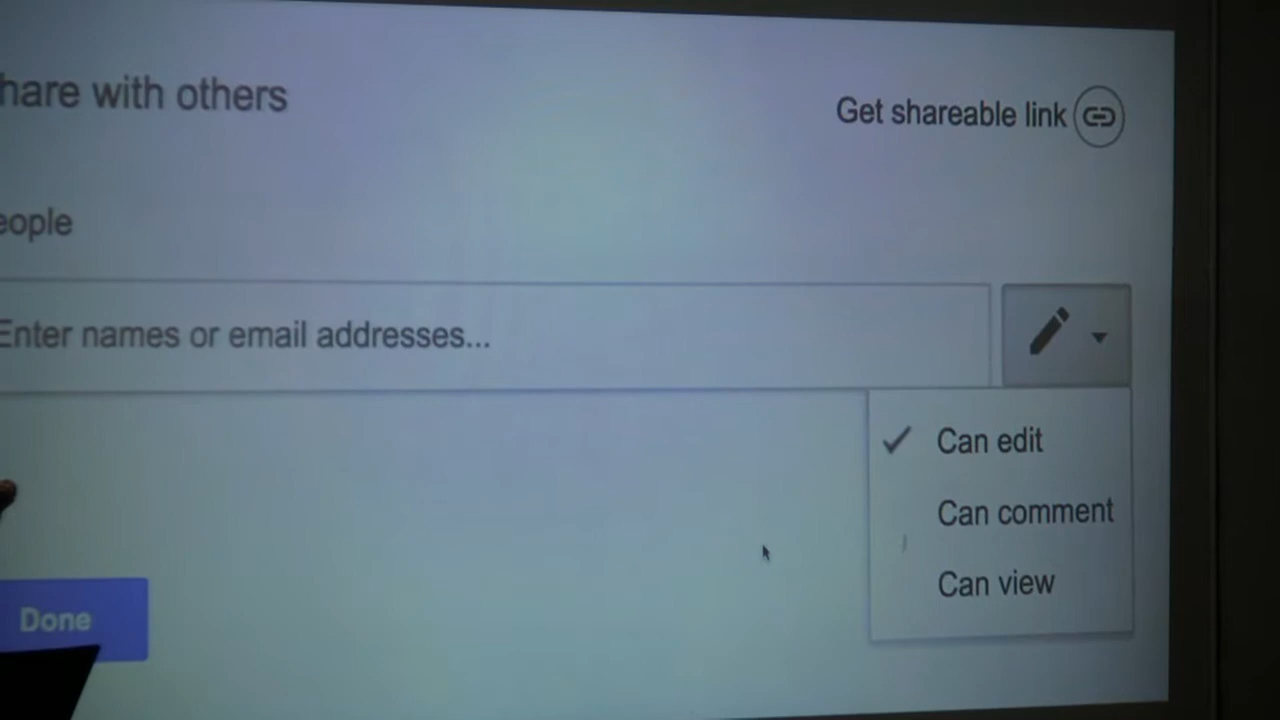 hare with others
Get shareable link
eople
Enter names or email addresses...
Can edit
Can comment
Can view
Done